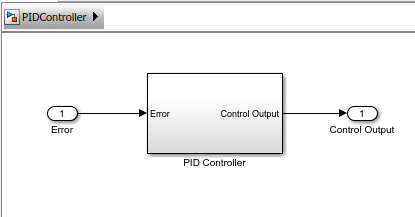 PIDController
1
Error
Error
Control Output
PID Controller
1
Control Output